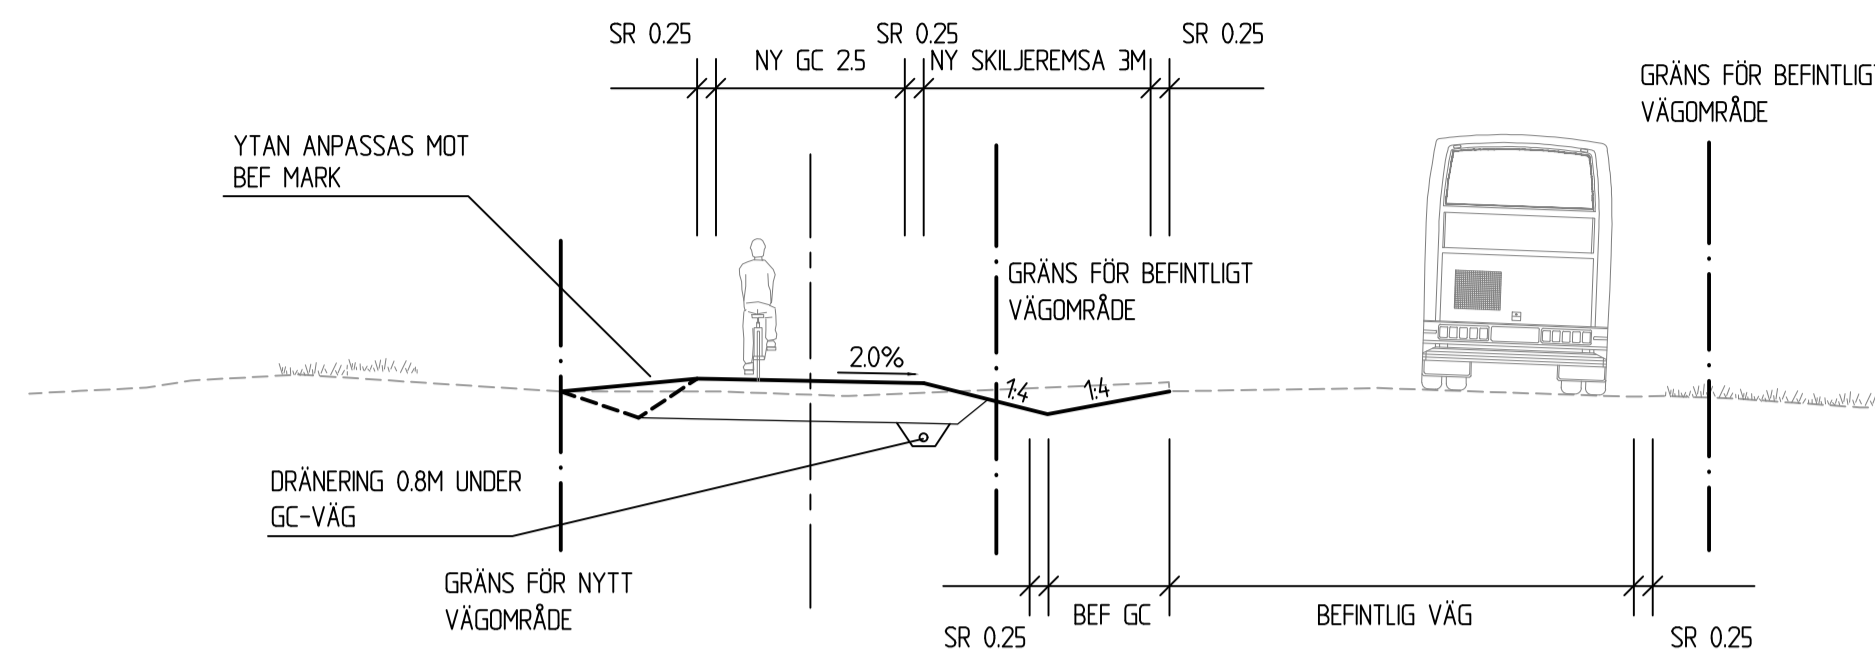 SR 0.25
SR 0.25
SR 0.25
NY GC 2.5
NY SKILJEREMSA 3M
GRÄNS FÖR BEFINTLIGT
VÄGOMRÅDE
YTAN ANPASSAS MOT
BEF MARK
GRÄNS FÖR BEFINTLIGT
VÄGOMRÅDE
2.0%
1:4
1:4
DRÄNERING 0.8M UNDER
GC-VÄG
GRÄNS FÖR NYTT
VÄGOMRÅDE
BEF GC
BEFINTLIG VÄG
SR 0.25
SR 0.25